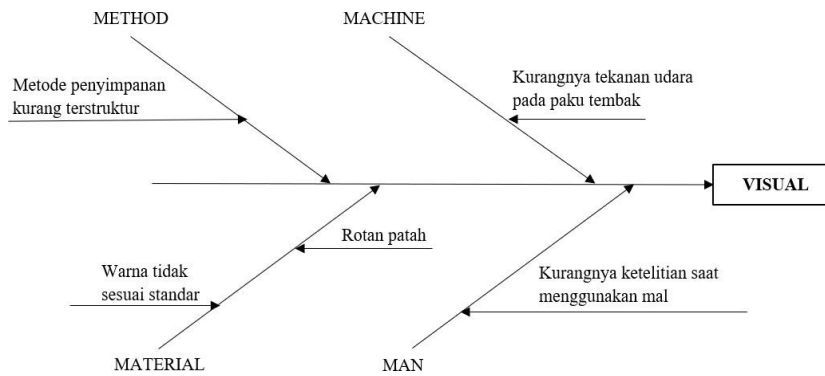 METHOD
MACHINE
Metode penyimpanan
kurang terstruktur
Kurangnya tekanan udara
pada paku tembak
VISUAL
Rotan patah
Warna tidak
sesuai standar
Kurangnya ketelitian saat
menggunakan mal
MATERIAL
MAN